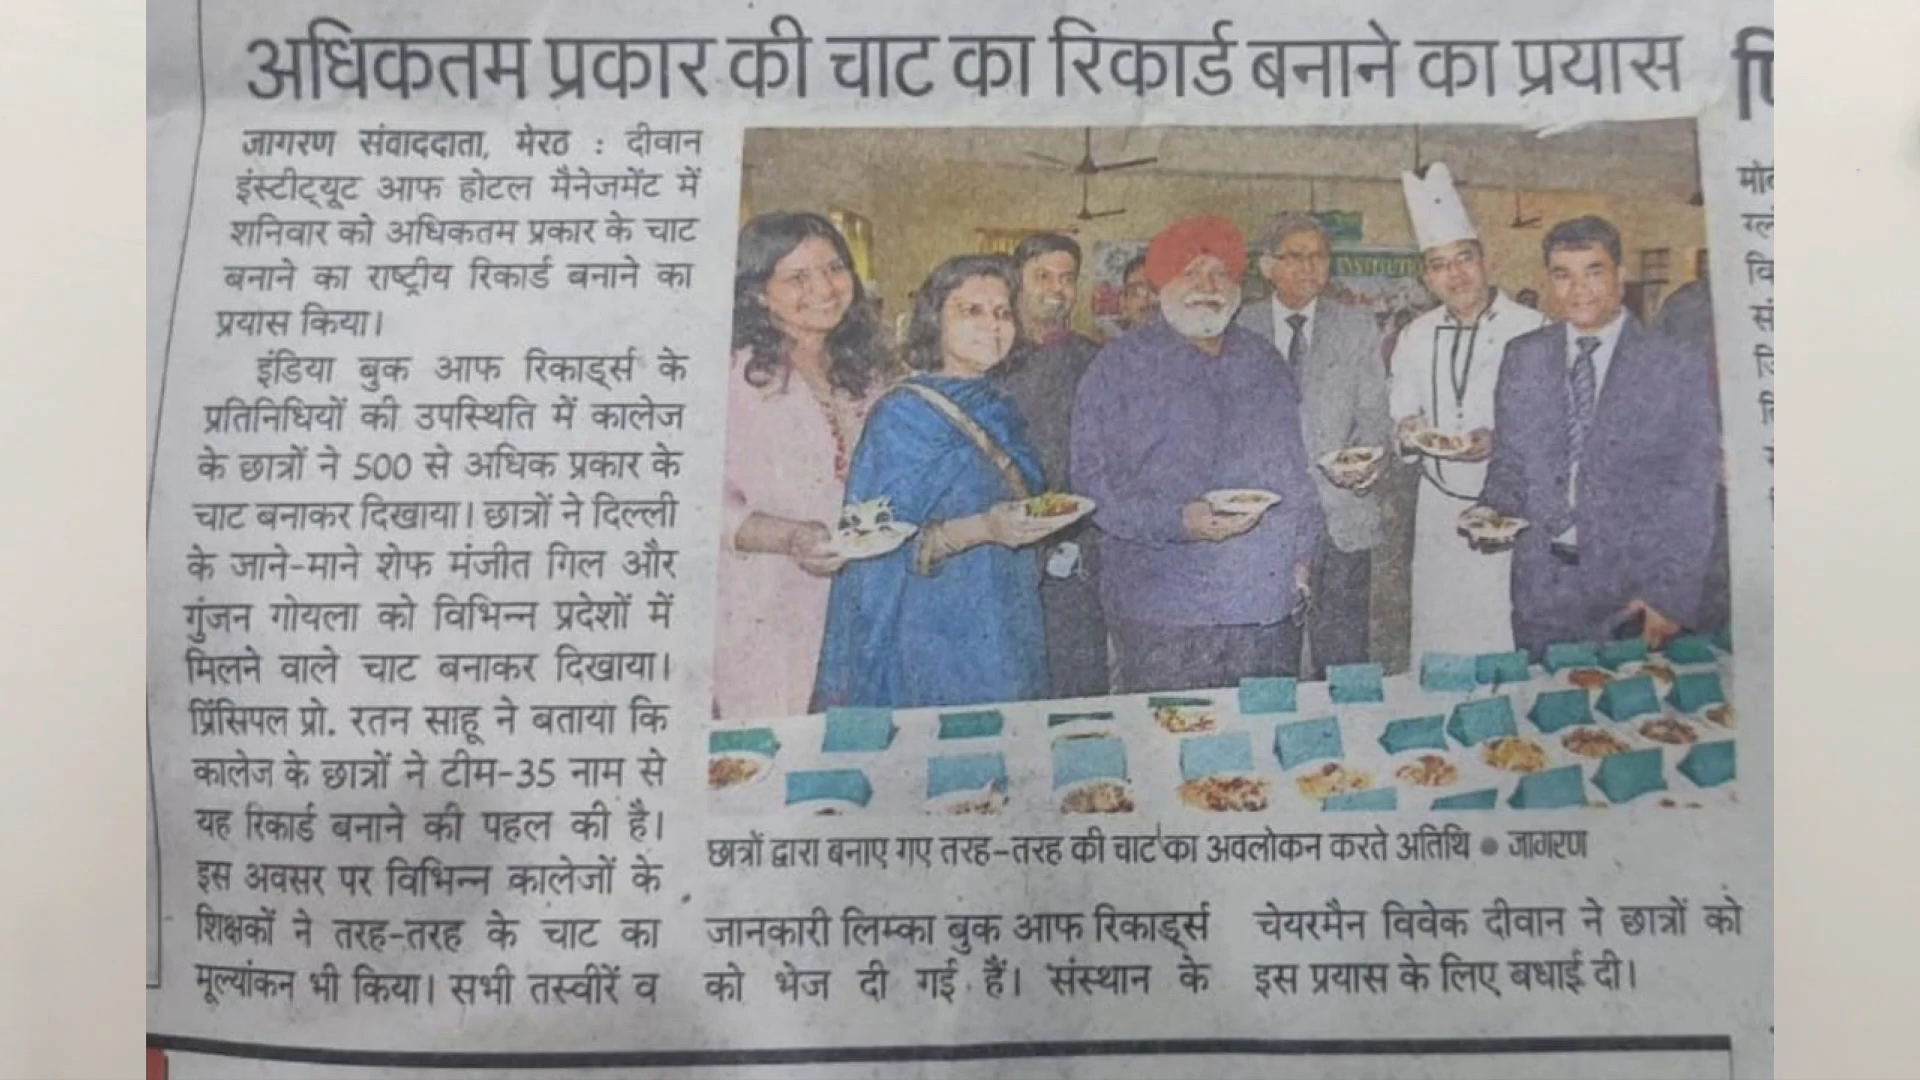 अधिकतम प्रकार की चाट का रिकार्ड बनाने का प्रयास
जागरण संवाददाता, मेरठ : दीवान
इंस्टीट्यूट आफ होटल मैनेजमेंट में
शनिवार को अधिकतम प्रकार के चाट
बनाने का राष्ट्रीय रिकार्ड बनाने का
प्रयास किया।
इंडिया बुक आफ रिकार्ड्स के
प्रतिनिधियों की उपस्थिति में कालेज
के छात्रों ने 500 से अधिक प्रकार के
चाट बनाकर दिखाया। छात्रों ने दिल्ली
के जाने-माने शेफ मंजीत गिल और
गुंजन गोयला को विभिन्न प्रदेशों में
मिलने वाले चाट बनाकर दिखाया।
प्रिंसिपल प्रो. रतन साहू ने बताया कि
कालेज के छात्रों ने टीम-35 नाम से
यह रिकार्ड बनाने की पहल की है।
इस अवसर पर विभिन्न कालेजों के
शिक्षकों ने तरह-तरह के चाट का
मूल्यांकन भी किया। सभी तस्वीरें व
INSTITUT
छात्रों द्वारा बनाए गए तरह-तरह की चाट का अवलोकन करते अतिथि ● जागरण
जानकारी लिम्का बुक आफ रिकार्ड्स
को भेज दी गई हैं। संस्थान के
चेयरमैन विवेक दीवान ने छात्रों को
इस प्रयास के लिए बधाई दी।